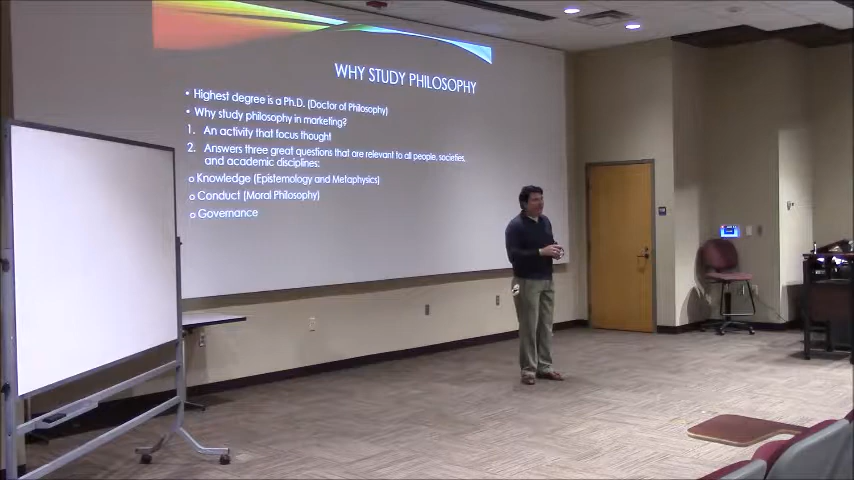 WHY STUDY PHILOSOPHY
• Highest degree is a Ph.D. (Doctor of Philosophy)
• Why study philosophy in marketing?
1. An activity that focus thought
2. Answers three great questions that are relevant to all people, societies,
and academic disciplines:
o Knowledge (Epistemology and Metaphysics)
o Conduct (Moral Philosophy)
o Governance